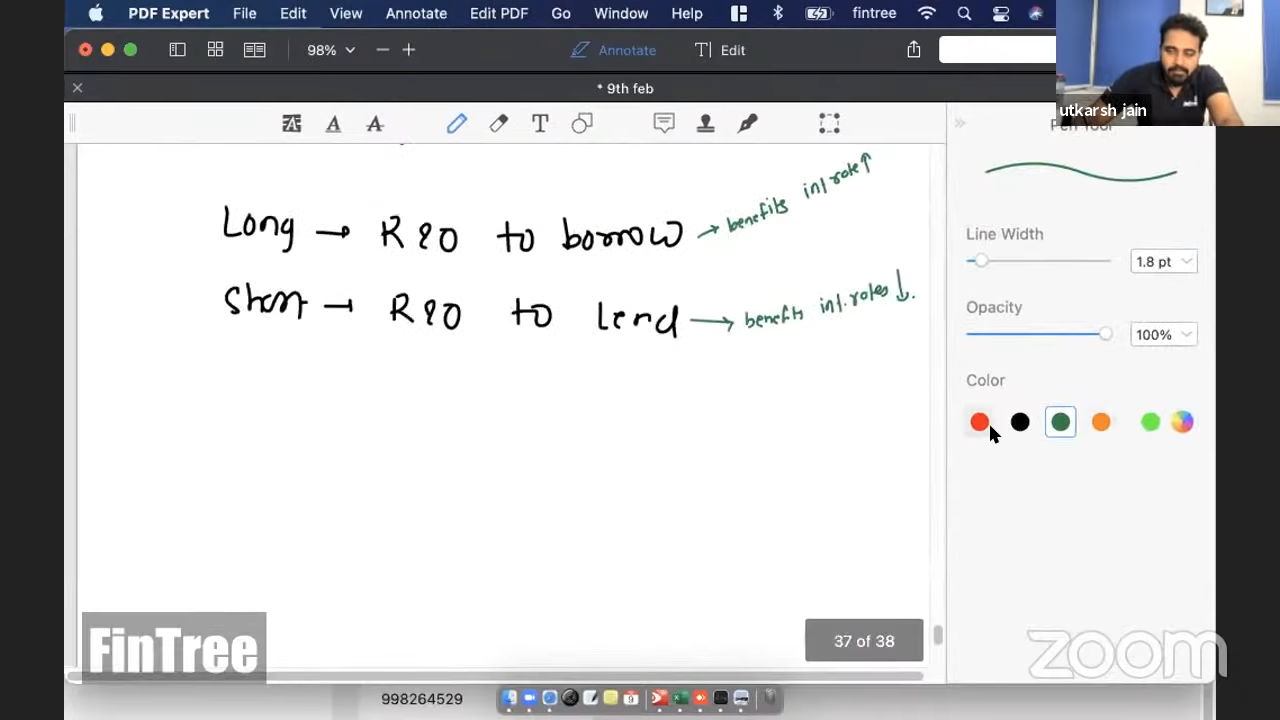 PDF Expert File Edit View Annotate Edit PDF Go Window Help fintree
98% Annotate T Edit
* 9th feb
utkarsh jain
Pen Tool
Long → R&O to borrow → benefits int rate ↑
Short → R&O to lend → benefits int. rates ↓.
Line Width
1.8 pt
Opacity
100%
Color
FinTree
37 of 38
zoom
998264529